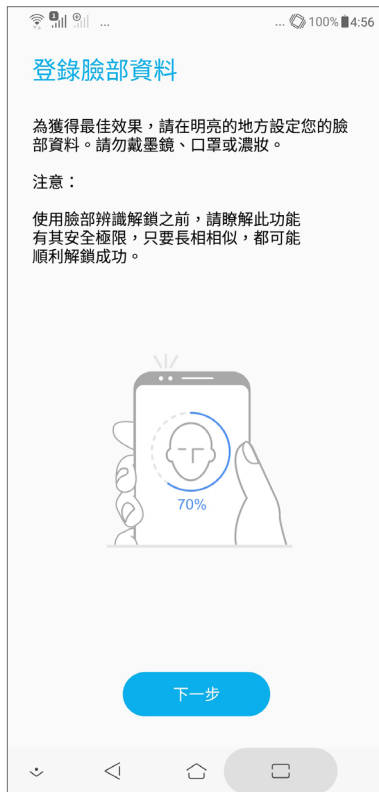 ... ... 100% 4:56
登錄臉部資料
為獲得最佳效果，請在明亮的地方設定您的臉
部資料。請勿戴墨鏡、口罩或濃妝。
注意：
使用臉部辨識解鎖之前，請瞭解此功能
有其安全極限，只要長相相似，都可能
順利解鎖成功。
70%
下一步